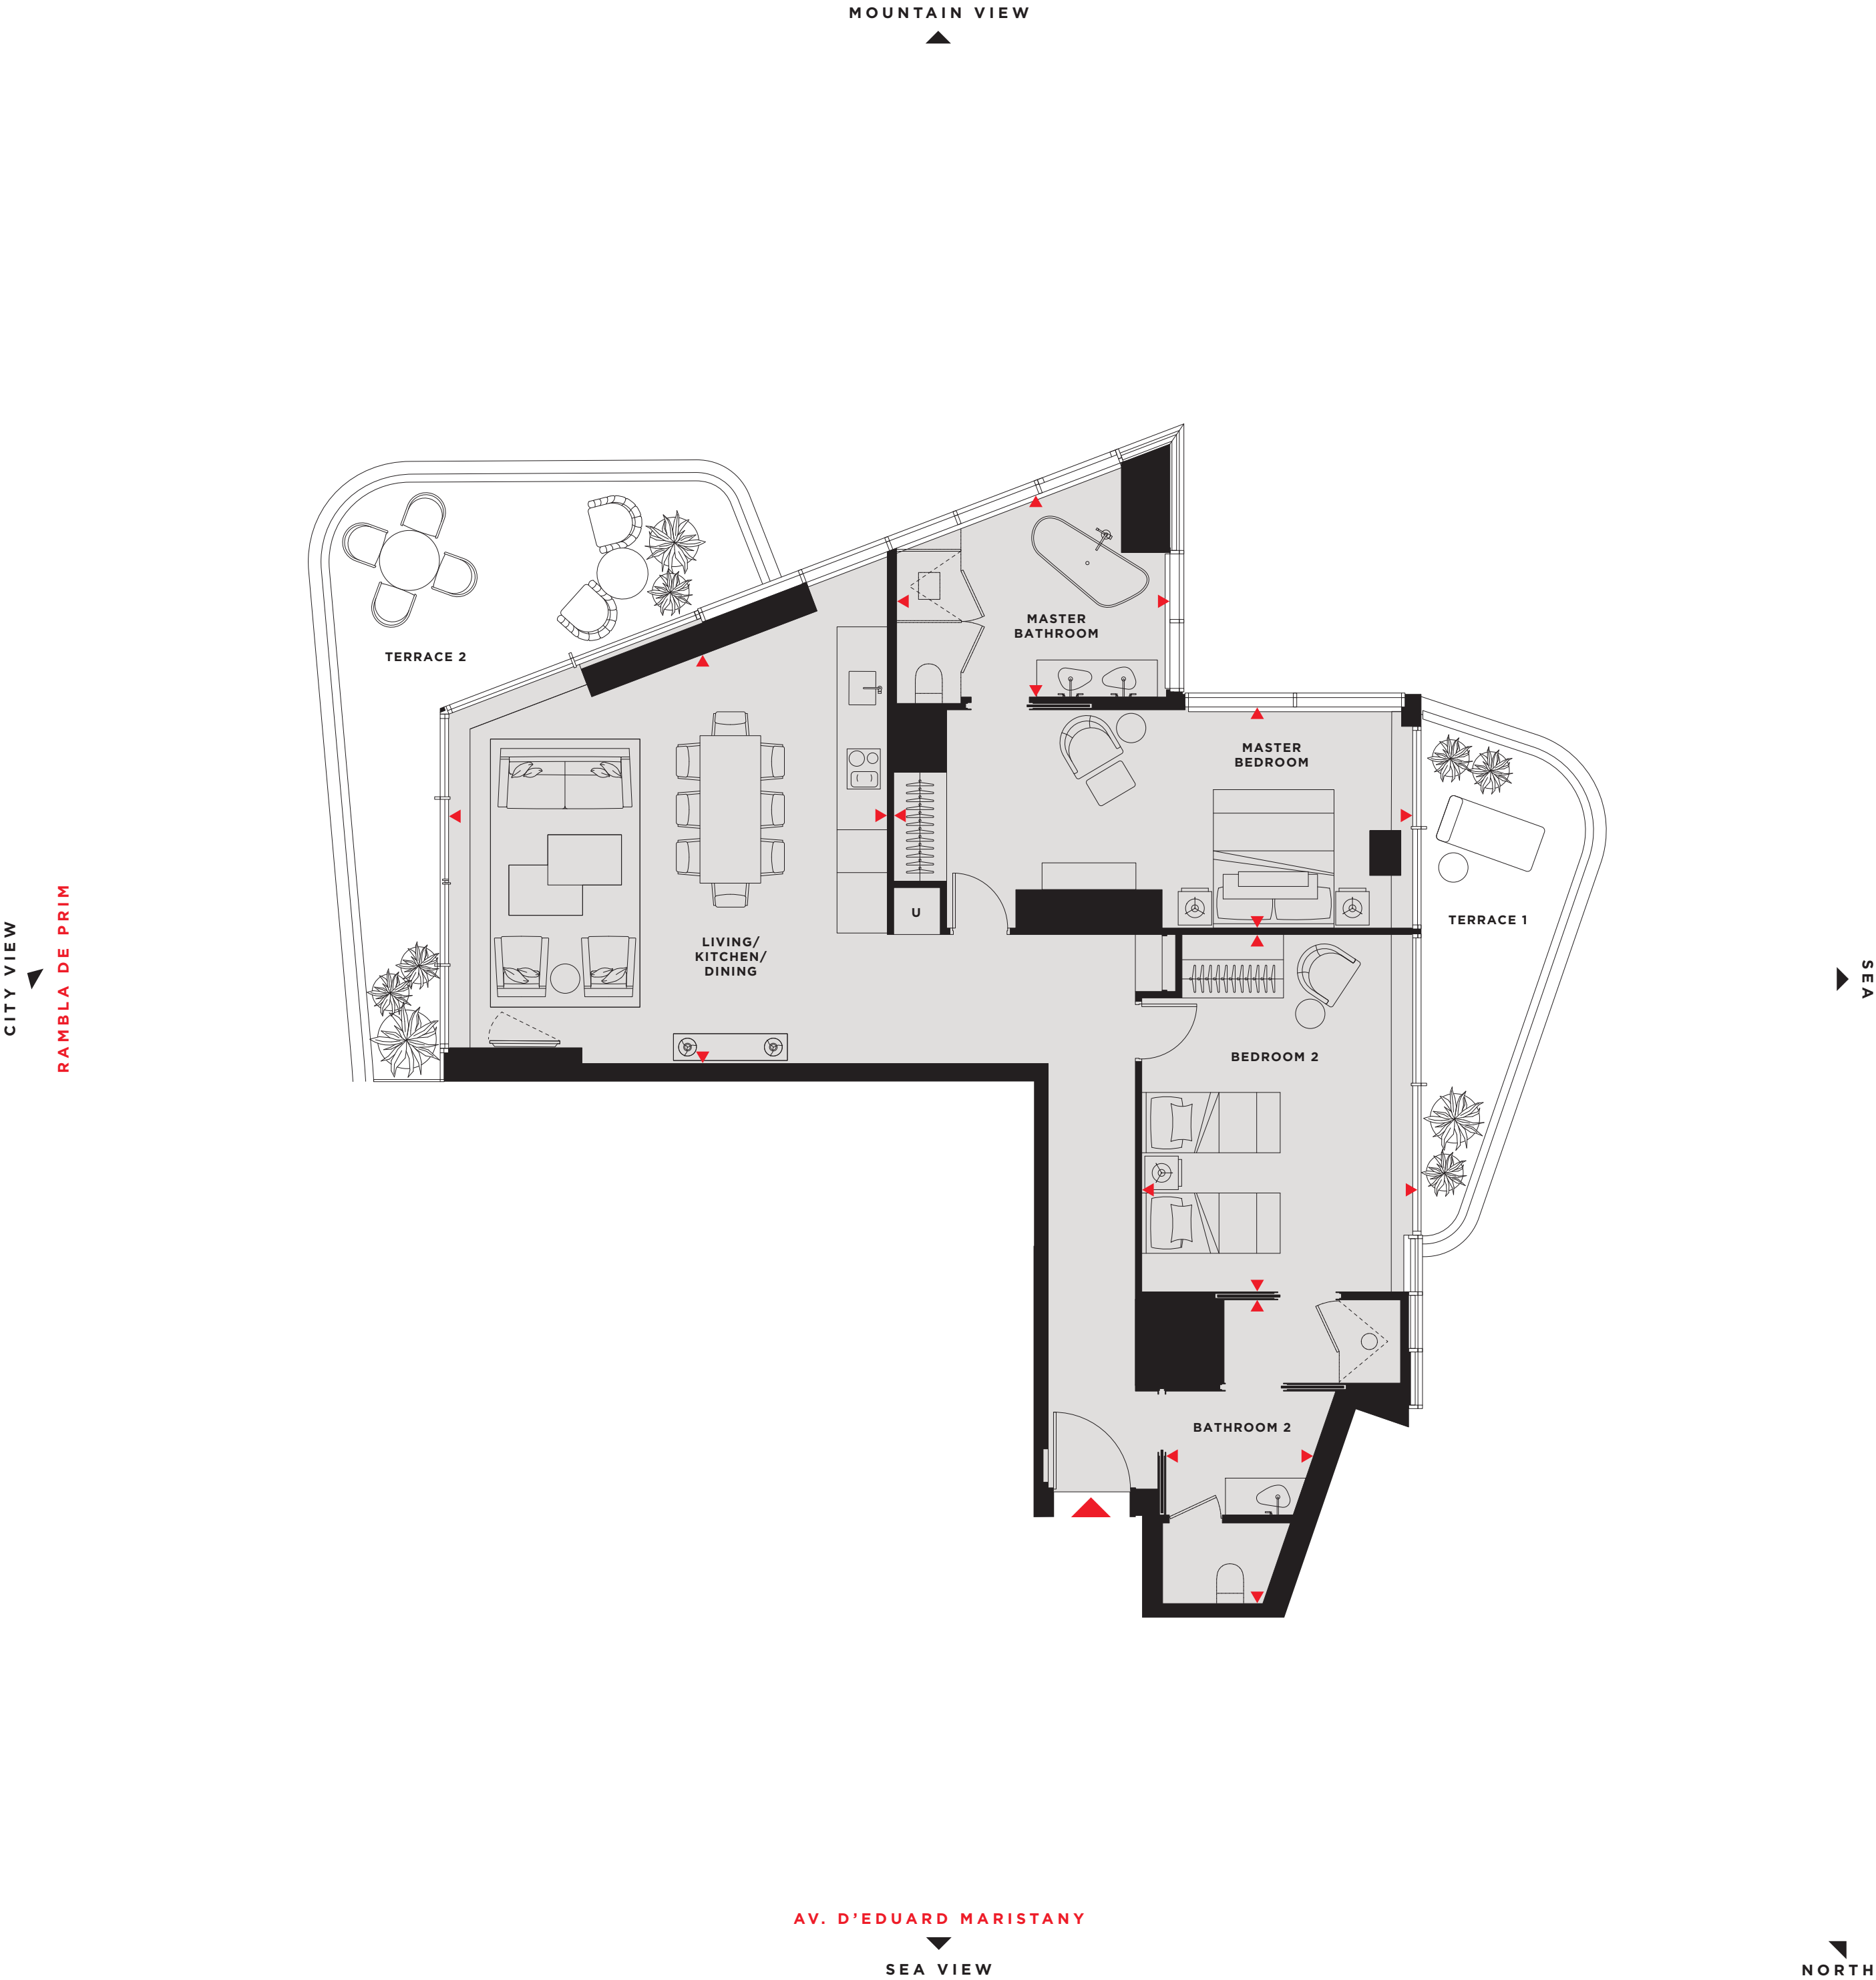 MOUNTAIN VIEW
MASTER
BATHROOM
TERRACE 2
MASTER
BEDROOM
U
TERRACE 1
LIVING/
KITCHEN/
DINING
CITY VIEW
RAMBLA DE PRIM
SEA
BEDROOM 2
BATHROOM 2
AV. D’EDUARD MARISTANY
SEA VIEW
NORTH